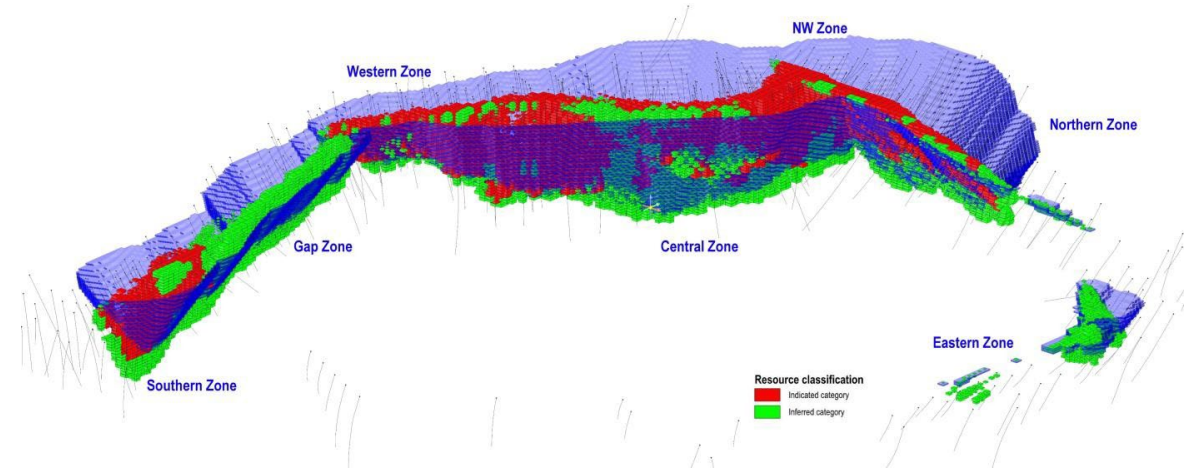 NW Zone
Western Zone
Northern Zone
Gap Zone
Central Zone
Eastern Zone
Southern Zone
Resource classification
Indicated category
Inferred category